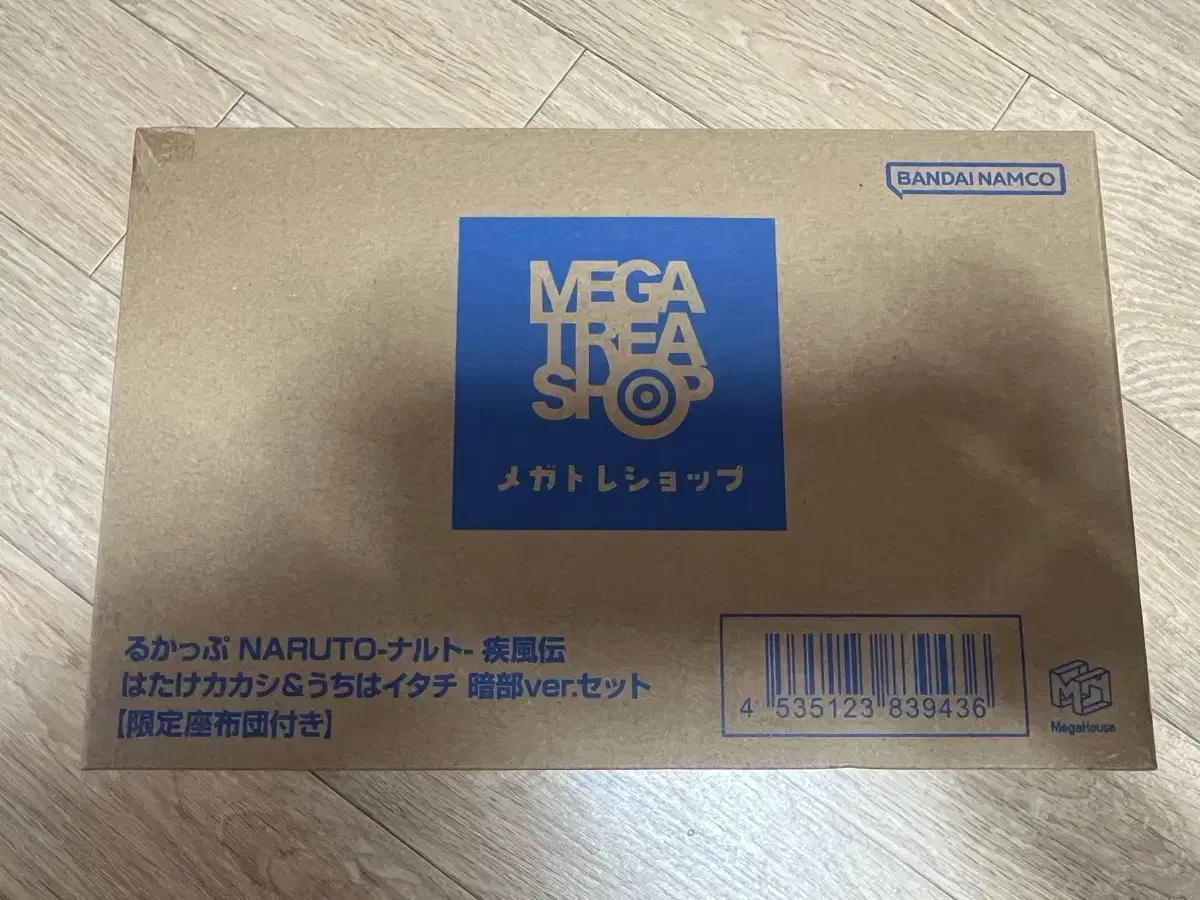 BANDAI NAMCO
MEGA
TREA
SHOP
メガトレショップ
るかっぷ NARUTO-ナルト- 疾風伝
はたけカカシ&うちはイタチ 暗部ver.セット
【限定座布団付き】
4 535123 839436
MegaHouse